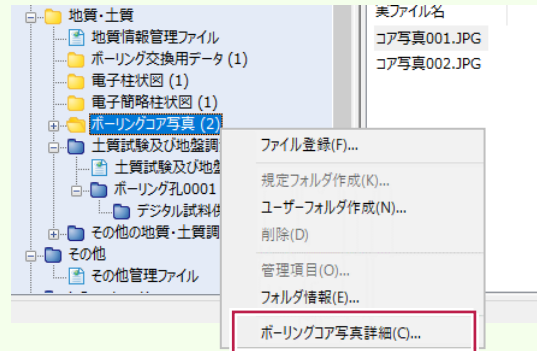 地質・土質
地質情報管理ファイル
ボーリング交換用データ (1)
電子柱状図 (1)
電子簡略柱状図 (1)
ボーリングコア写真 (2)
土質試験及び地盤調
土質試験及び地盤
ボーリング孔0001
デジタル試料供
その他の地質・土質調
その他
その他管理ファイル
実ファイル名
コア写真001.JPG
コア写真002.JPG
ファイル登録(F)...
規定フォルダ作成(K)...
ユーザーフォルダ作成(N)...
削除(D)
管理項目(O)...
フォルダ情報(E)...
ボーリングコア写真詳細(C)...